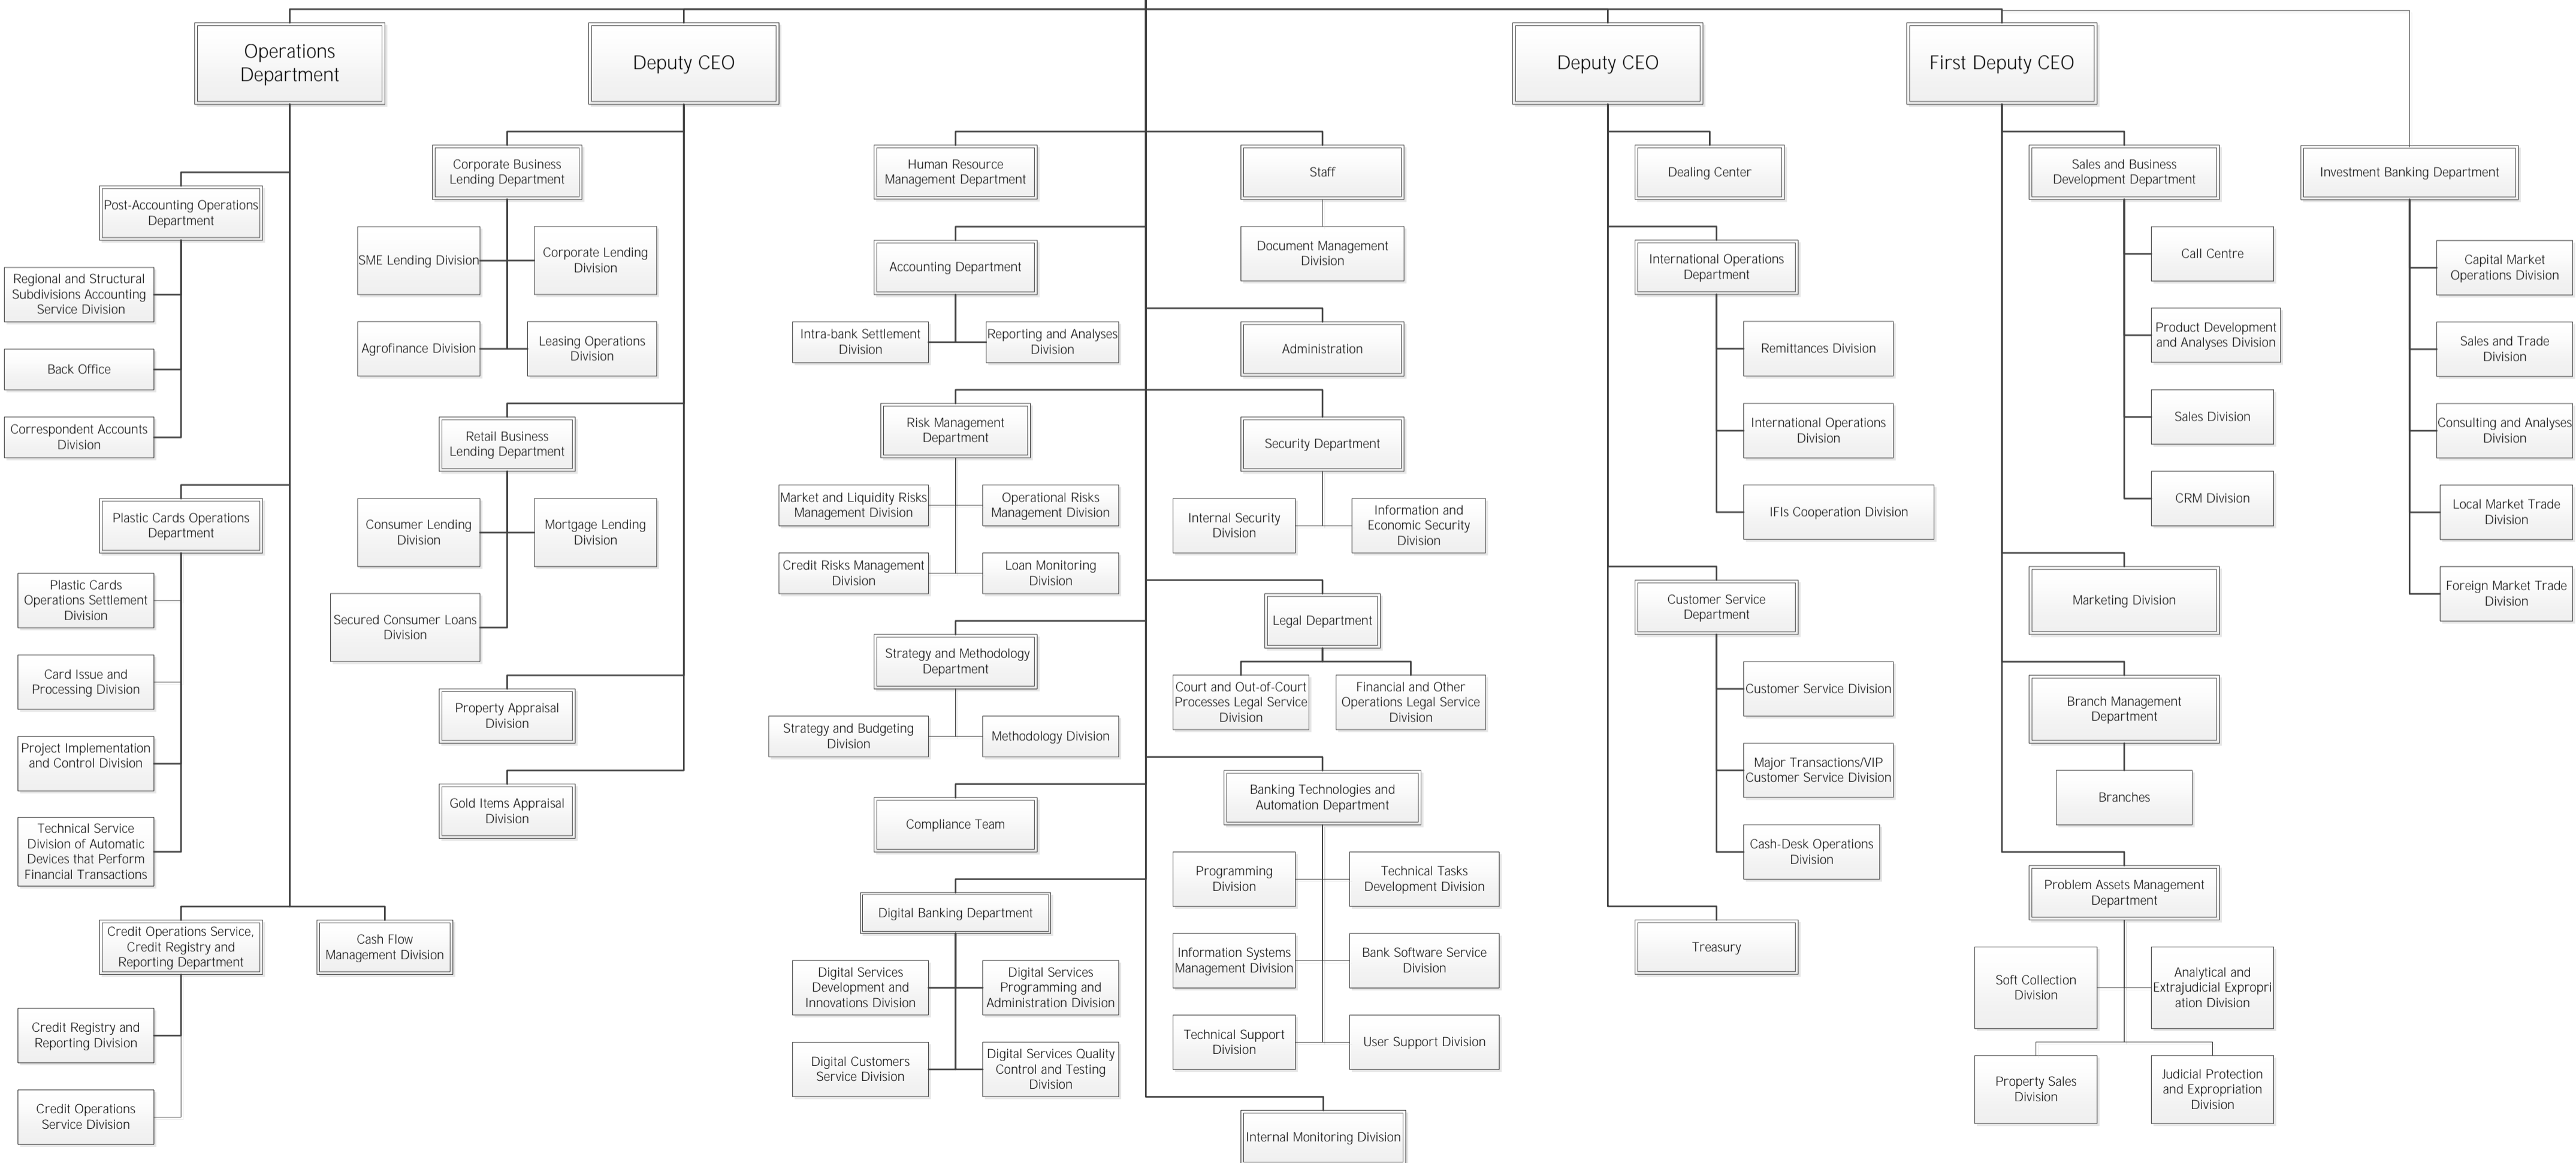 Operations
Department
Deputy CEO
Deputy CEO
First Deputy CEO
Post-Accounting Operations
Department
Regional and Structural
Subdivisions Accounting
Service Division
Back Office
Correspondent Accounts
Division
Plastic Cards Operations
Department
Plastic Cards
Operations Settlement
Division
Card Issue and
Processing Division
Project Implementation
and Control Division
Technical Service
Division of Automatic
Devices that Perform
Financial Transactions
Credit Operations Service,
Credit Registry and
Reporting Department
Cash Flow
Management Division
Credit Registry and
Reporting Division
Credit Operations
Service Division
Corporate Business
Lending Department
SME Lending Division
Corporate Lending
Division
Agrofinance Division
Leasing Operations
Division
Retail Business
Lending Department
Consumer Lending
Division
Mortgage Lending
Division
Secured Consumer Loans
Division
Property Appraisal
Division
Gold Items Appraisal
Division
Human Resource
Management Department
Staff
Document Management
Division
Accounting Department
Intra-bank Settlement
Division
Reporting and Analyses
Division
Administration
Risk Management
Department
Market and Liquidity Risks
Management Division
Operational Risks
Management Division
Credit Risks Management
Division
Loan Monitoring
Division
Security Department
Internal Security
Division
Information and
Economic Security
Division
Legal Department
Court and Out-of-Court
Processes Legal Service
Division
Financial and Other
Operations Legal Service
Division
Strategy and Methodology
Department
Strategy and Budgeting
Division
Methodology Division
Compliance Team
Banking Technologies and
Automation Department
Programming
Division
Technical Tasks
Development Division
Information Systems
Management Division
Bank Software Service
Division
Technical Support
Division
User Support Division
Digital Banking Department
Digital Services
Development and
Innovations Division
Digital Services
Programming and
Administration Division
Digital Customers
Service Division
Digital Services Quality
Control and Testing
Division
Internal Monitoring Division
Dealing Center
International Operations
Department
Remittances Division
International Operations
Division
IFIs Cooperation Division
Customer Service
Department
Customer Service Division
Major Transactions/VIP
Customer Service Division
Cash-Desk Operations
Division
Treasury
Sales and Business
Development Department
Call Centre
Product Development
and Analyses Division
Sales Division
CRM Division
Marketing Division
Branch Management
Department
Branches
Problem Assets Management
Department
Soft Collection
Division
Analytical and
Extrajudicial Expropri
ation Division
Property Sales
Division
Judicial Protection
and Expropriation
Division
Investment Banking Department
Capital Market
Operations Division
Sales and Trade
Division
Consulting and Analyses
Division
Local Market Trade
Division
Foreign Market Trade
Division